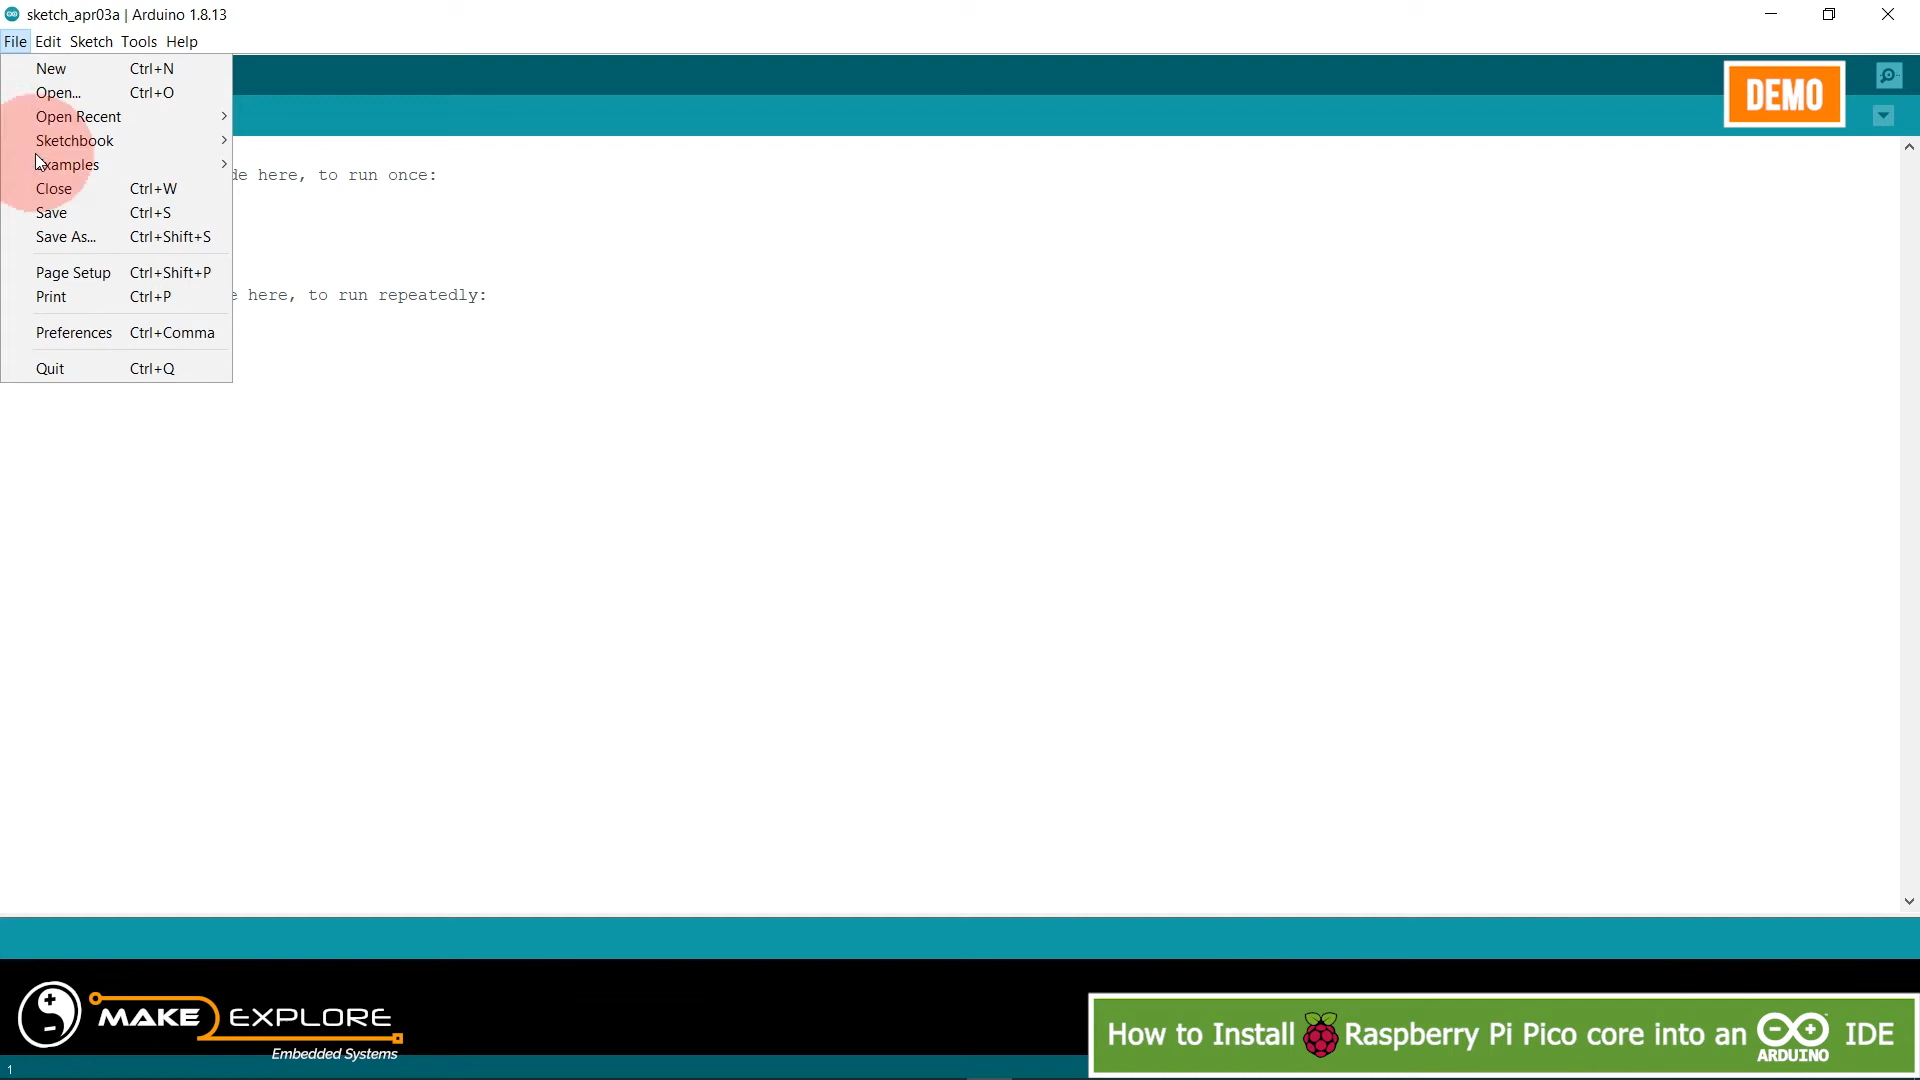 sketch_apr03a | Arduino 1.8.13
File Edit Sketch Tools Help
New Ctrl+N
Open... Ctrl+O
DEMO
Open Recent
Sketchbook
Examples
de here, to run once:
Close Ctrl+W
Save Ctrl+S
Save As... Ctrl+Shift+S
Page Setup Ctrl+Shift+P
Print Ctrl+P
e here, to run repeatedly:
Preferences Ctrl+Comma
Quit Ctrl+Q
MAKE EXPLORE
Embedded Systems
How to Install Raspberry Pi Pico core into an ARDUINO IDE
1